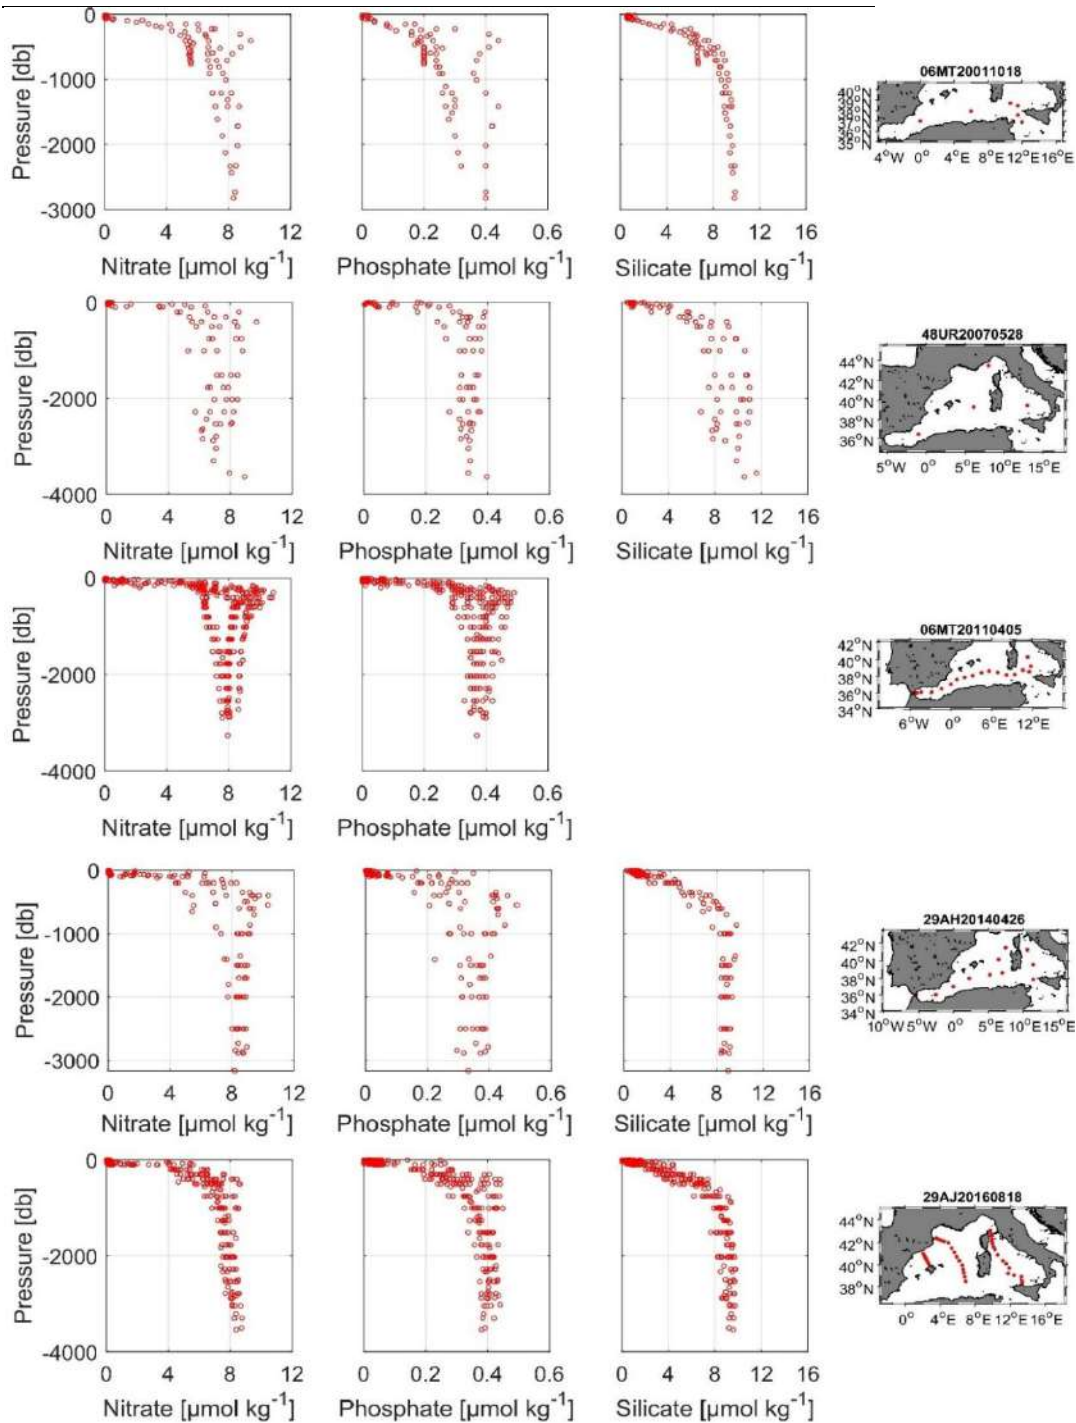 0
-1000
-2000
-3000
0 4 8 12
0 0.2 0.4 0.6
0 4 8 12 16
Pressure [db]
Nitrate [µmol kg-1]
Phosphate [µmol kg-1]
Silicate [µmol kg-1]
06MT20011018
40°N
39°N
38°N
37°N
36°N
35°N
4°W 0° 4°E 8°E 12°E 16°E
0
-2000
-4000
0 4 8 12
0 0.2 0.4 0.6
0 4 8 12 16
Pressure [db]
Nitrate [µmol kg-1]
Phosphate [µmol kg-1]
Silicate [µmol kg-1]
48UR20070528
44°N
42°N
40°N
38°N
36°N
5°W 0° 5°E 10°E 15°E
0
-2000
-4000
0 4 8 12
0 0.2 0.4 0.6
Pressure [db]
Nitrate [µmol kg-1]
Phosphate [µmol kg-1]
06MT20110405
42°N
40°N
38°N
36°N
34°N
6°W 0° 6°E 12°E
0
-1000
-2000
-3000
0 4 8 12
0 0.2 0.4 0.6
0 4 8 12 16
Pressure [db]
Nitrate [µmol kg-1]
Phosphate [µmol kg-1]
Silicate [µmol kg-1]
29AH20140426
42°N
40°N
38°N
36°N
34°N
10°W 5°W 0° 5°E 10°E 15°E
0
-2000
-4000
0 4 8 12
0 0.2 0.4 0.6
0 4 8 12 16
Pressure [db]
Nitrate [µmol kg-1]
Phosphate [µmol kg-1]
Silicate [µmol kg-1]
29AJ20160818
44°N
42°N
40°N
38°N
0° 4°E 8°E 12°E 16°E